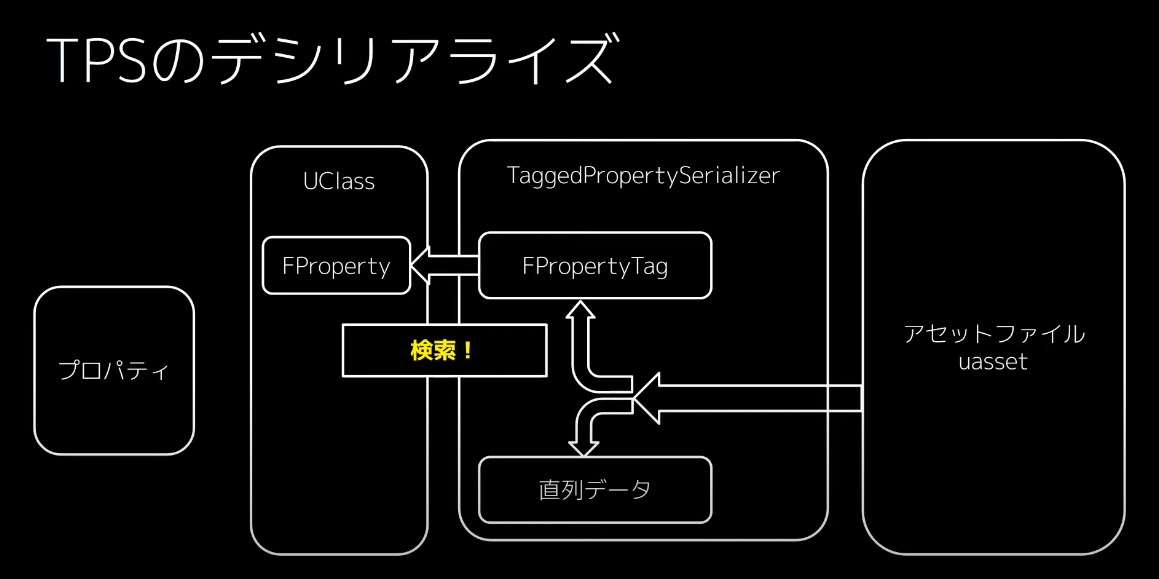 TPSのデシリアライズ
UClass
TaggedPropertySerializer
FProperty
FPropertyTag
検索！
プロパティ
アセットファイル
uasset
直列データ